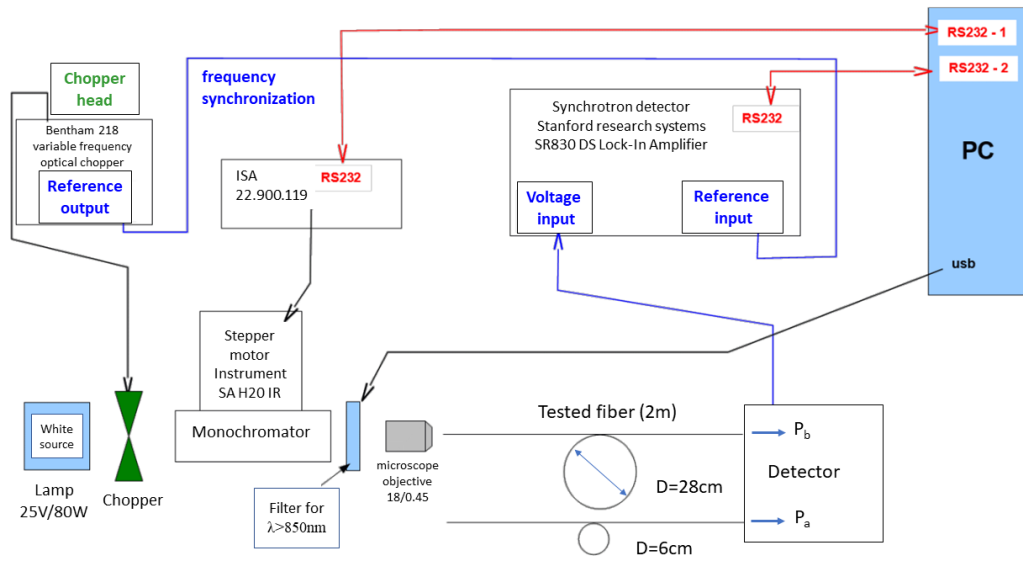 RS232 - 1
RS232 - 2
PC
usb
frequency
synchronization
Chopper
head
Bentham 218
variable frequency
optical chopper
Reference
output
ISA
22.900.119
RS232
Synchrotron detector
Stanford research systems
SR830 DS Lock-In Amplifier
RS232
Voltage
input
Reference
input
Stepper
motor
Instrument
SA H20 IR
Monochromator
White
source
Lamp
25V/80W
Chopper
Filter for
λ>850nm
microscope
objective
18/0.45
Tested fiber (2m)
D=28cm
D=6cm
Pb
Detector
Pa